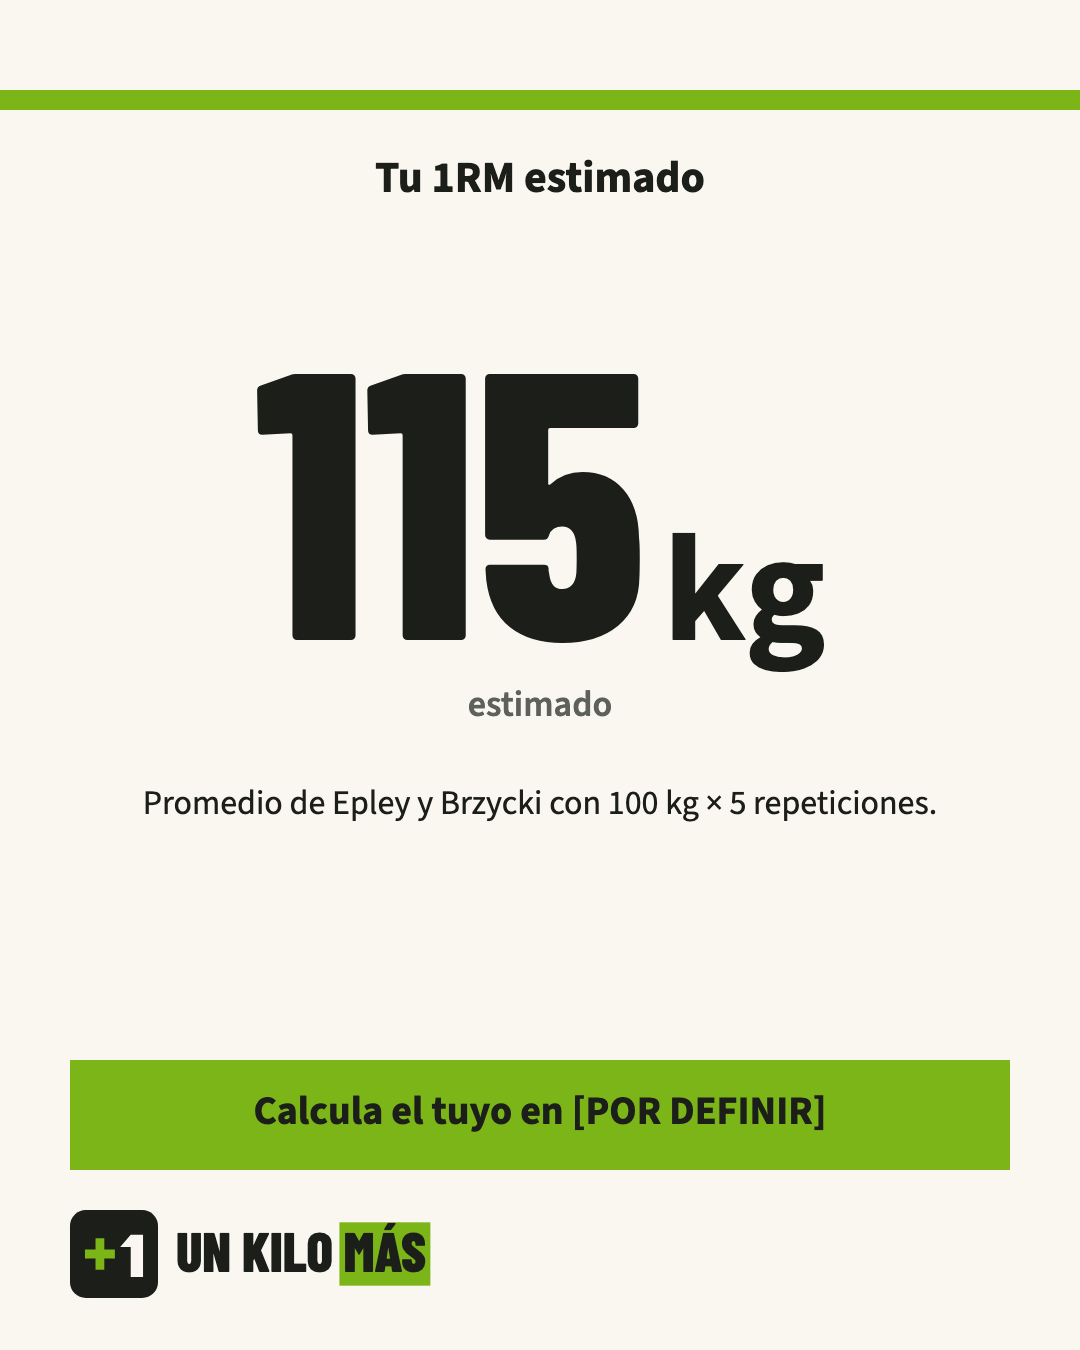 Tu 1RM estimado
115 kg
estimado
Promedio de Epley y Brzycki con 100 kg × 5 repeticiones.
Calcula el tuyo en [POR DEFINIR]
+1 UN KILO MÁS